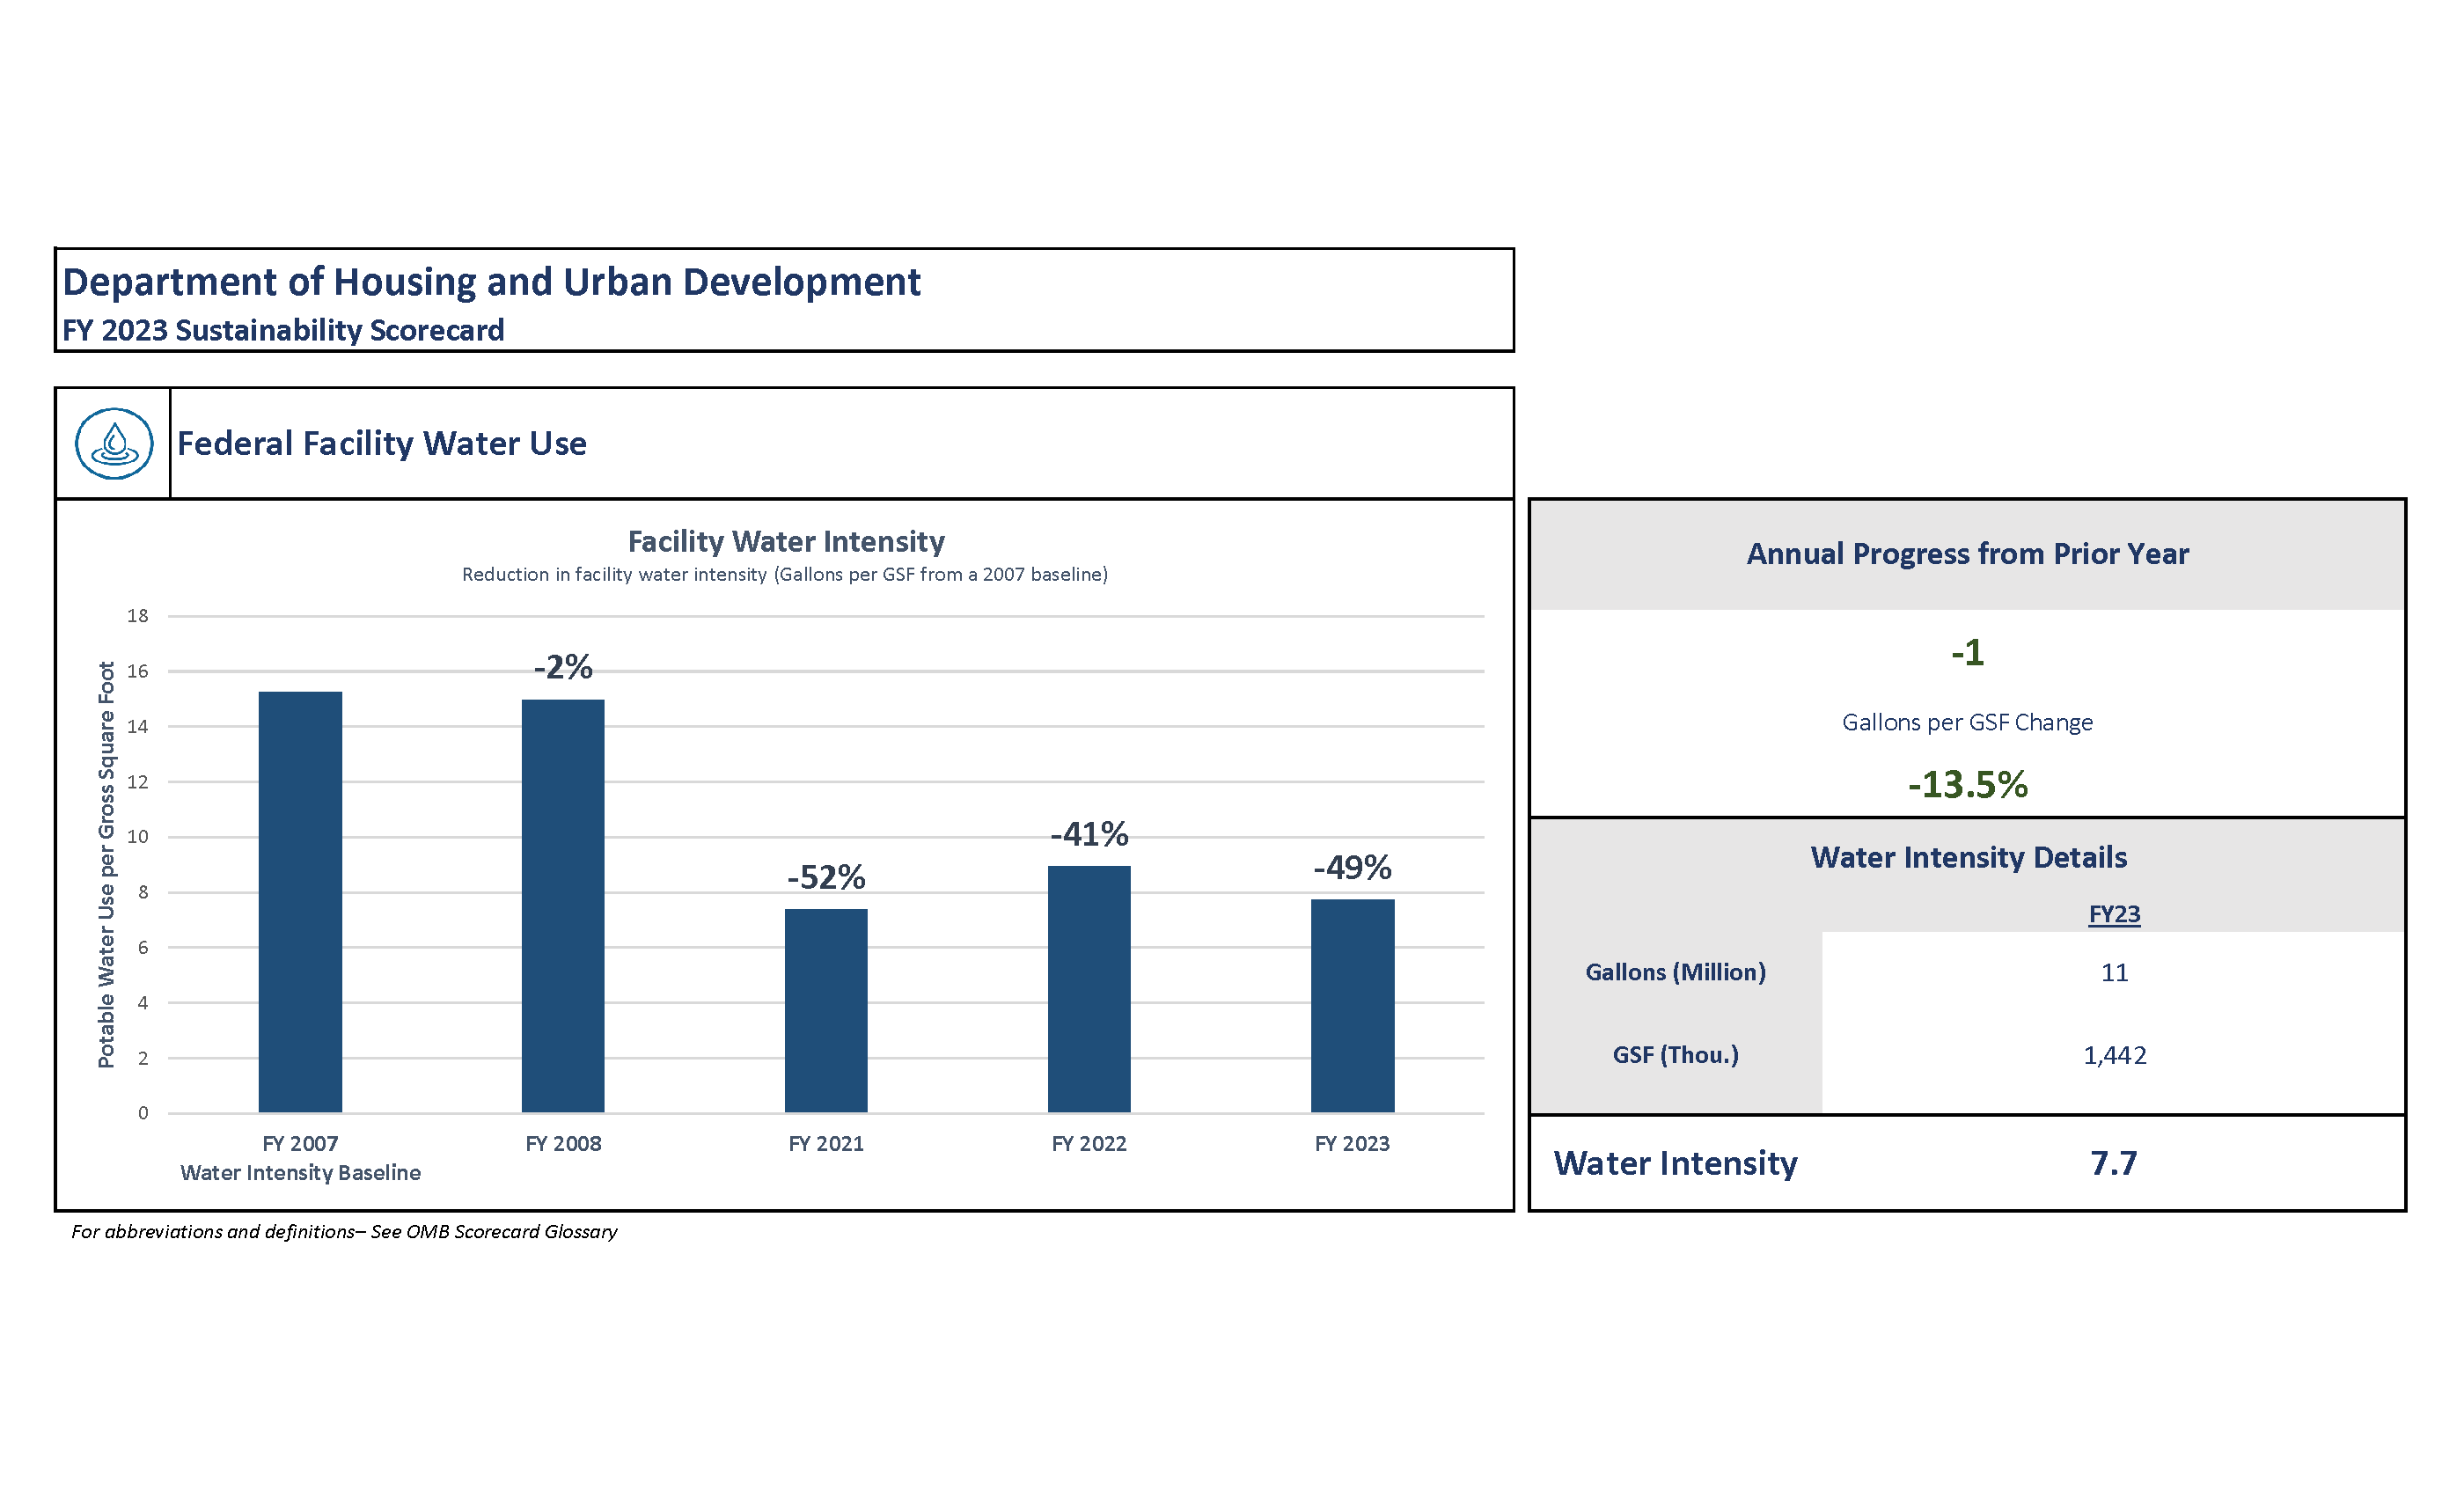 Department of Housing and Urban Development
FY 2023 Sustainability Scorecard
Federal Facility Water Use
Facility Water Intensity
Reduction in facility water intensity (Gallons per GSF from a 2007 baseline)
Potable Water Use per Gross Square Foot
18
16
14
12
10
8
6
4
2
0
-2%
-52%
-41%
-49%
FY 2007
Water Intensity Baseline
FY 2008
FY 2021
FY 2022
FY 2023
For abbreviations and definitions– See OMB Scorecard Glossary
Annual Progress from Prior Year
-1
Gallons per GSF Change
-13.5%
Water Intensity Details
FY23
Gallons (Million) 11
GSF (Thou.) 1,442
Water Intensity 7.7